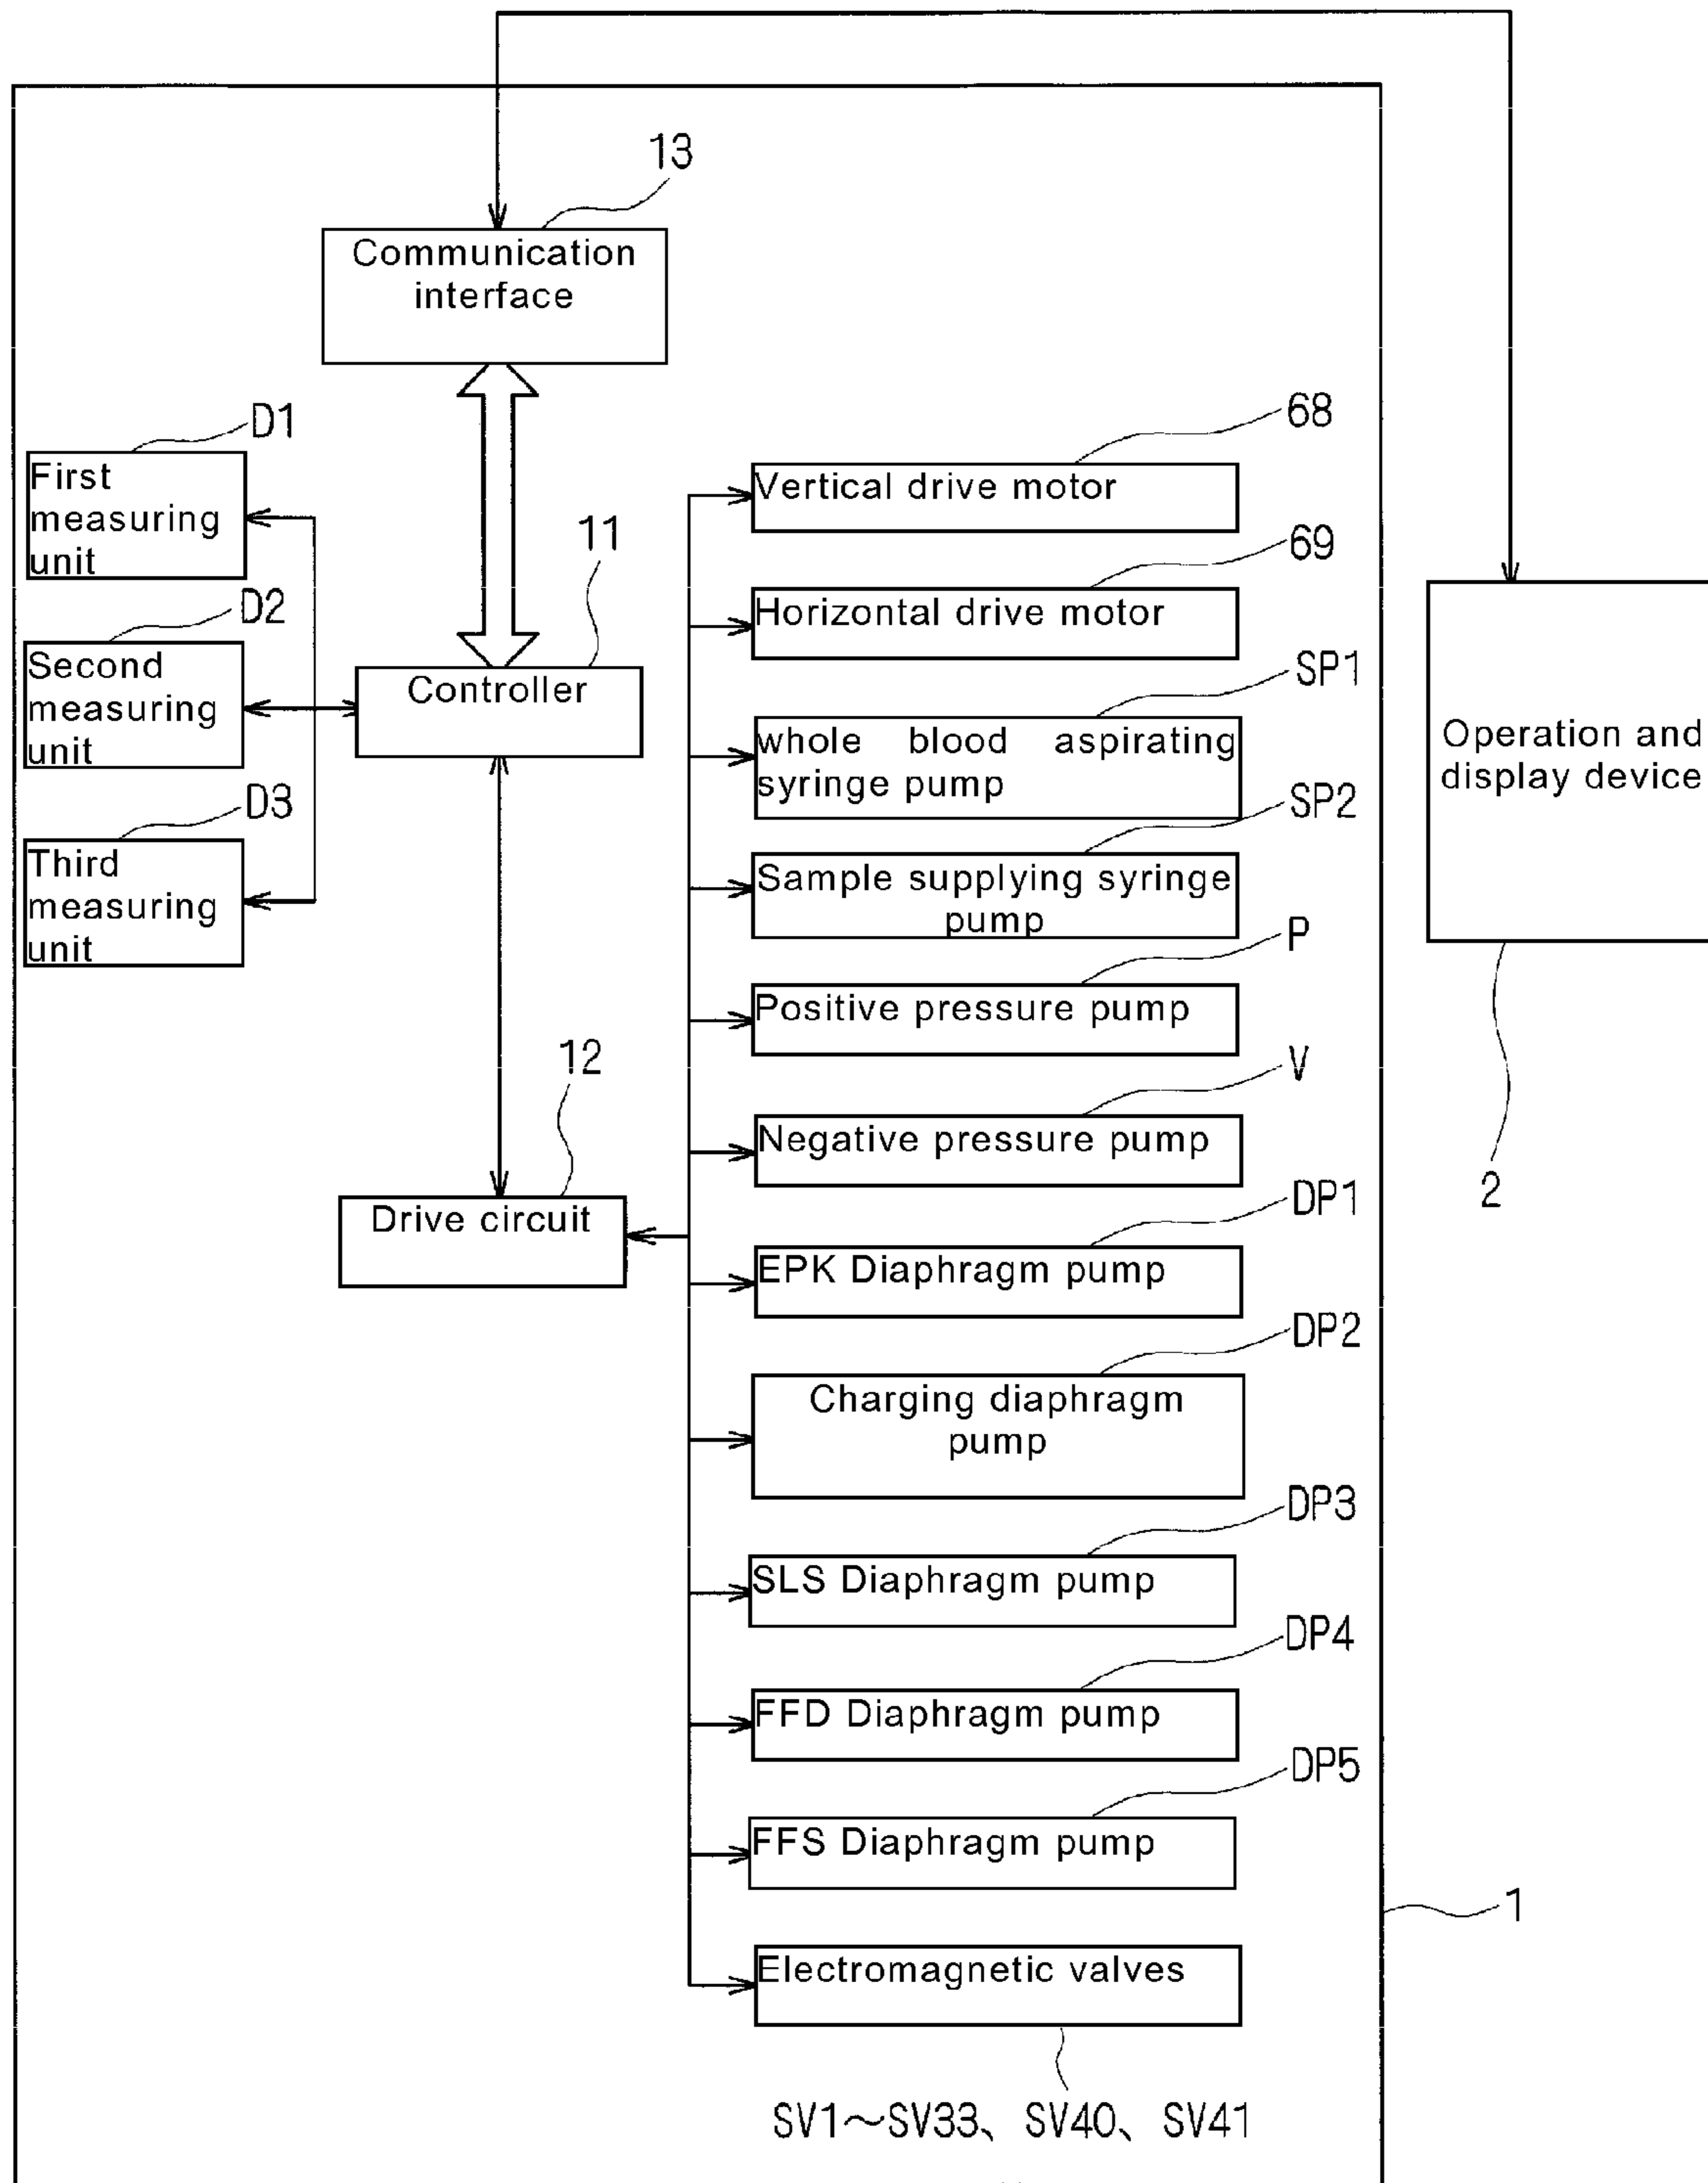 13
Communication
interface
D1
First
measuring
unit
68
Vertical drive motor
11
69
Horizontal drive motor
D2
Second
measuring
unit
Controller
SP1
whole blood aspirating
syringe pump
Operation and
display device
D3
Third
measuring
unit
SP2
Sample supplying syringe
pump
P
Positive pressure pump
12
V
Negative pressure pump
2
Drive circuit
DP1
EPK Diaphragm pump
DP2
Charging diaphragm
pump
DP3
SLS Diaphragm pump
DP4
FFD Diaphragm pump
DP5
FFS Diaphragm pump
1
Electromagnetic valves
SV1～SV33、SV40、SV41